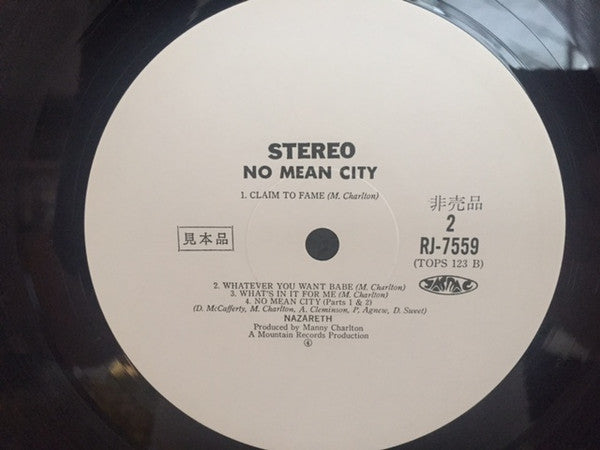 STEREO
NO MEAN CITY
1. CLAIM TO FAME (M. Charlton)
非売品
見本品
2
RJ-7559
(TOPS 123 B)
2. WHATEVER YOU WANT BABE (M. Charlton)
3. WHAT'S IN IT FOR ME (M. Charlton)
4. NO MEAN CITY (Parts 1 & 2)
(D. McCafferty, M. Charlton, A. Cleminson, P. Agnew, D. Sweet)
NAZARETH
Produced by Manny Charlton
A Mountain Records Production
④